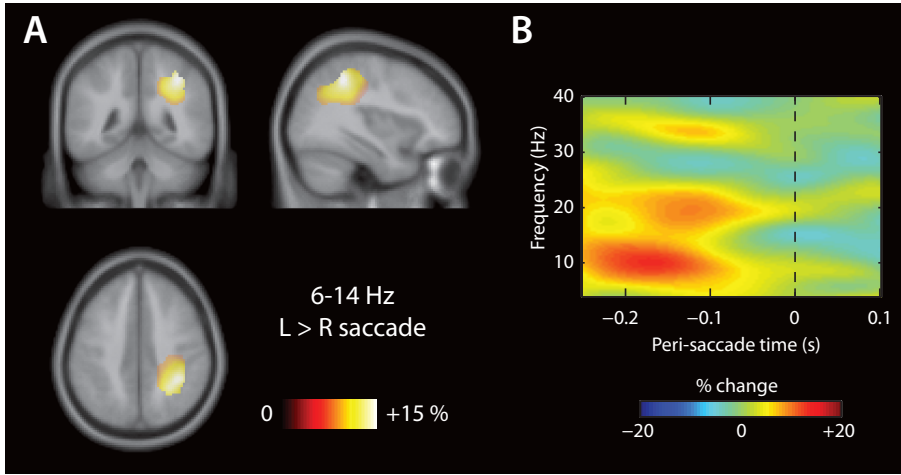 A
B
6-14 Hz
L > R saccade
0
+15 %
40
30
20
10
Frequency (Hz)
−0.2
−0.1
0
0.1
Peri-saccade time (s)
% change
−20
0
+20